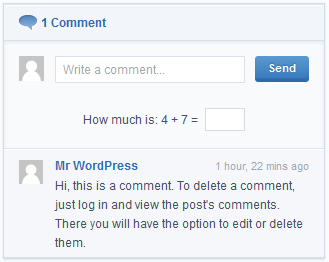 1 Comment
Write a comment...
Send
How much is: 4 + 7 =
Mr WordPress
1 hour, 22 mins ago
Hi, this is a comment. To delete a comment,
just log in and view the post's comments.
There you will have the option to edit or delete
them.